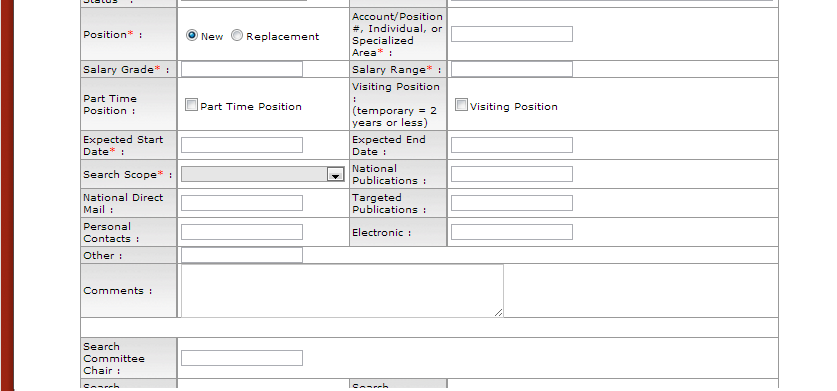 Status* :
Position* :
New
Replacement
Account/Position
#, Individual, or
Specialized
Area* :
Salary Grade* :
Salary Range* :
Part Time
Position :
Part Time Position
Visiting Position
:
(temporary = 2
years or less)
Visiting Position
Expected Start
Date* :
Expected End
Date :
Search Scope* :
National
Publications :
National Direct
Mail :
Targeted
Publications :
Personal
Contacts :
Electronic :
Other :
Comments :
Search
Committee
Chair :
Search
Search